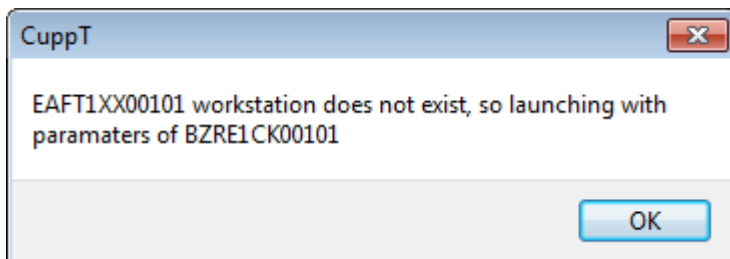 CuppT
EAFT1XX00101 workstation does not exist, so launching with
paramaters of BZRE1CK00101
OK